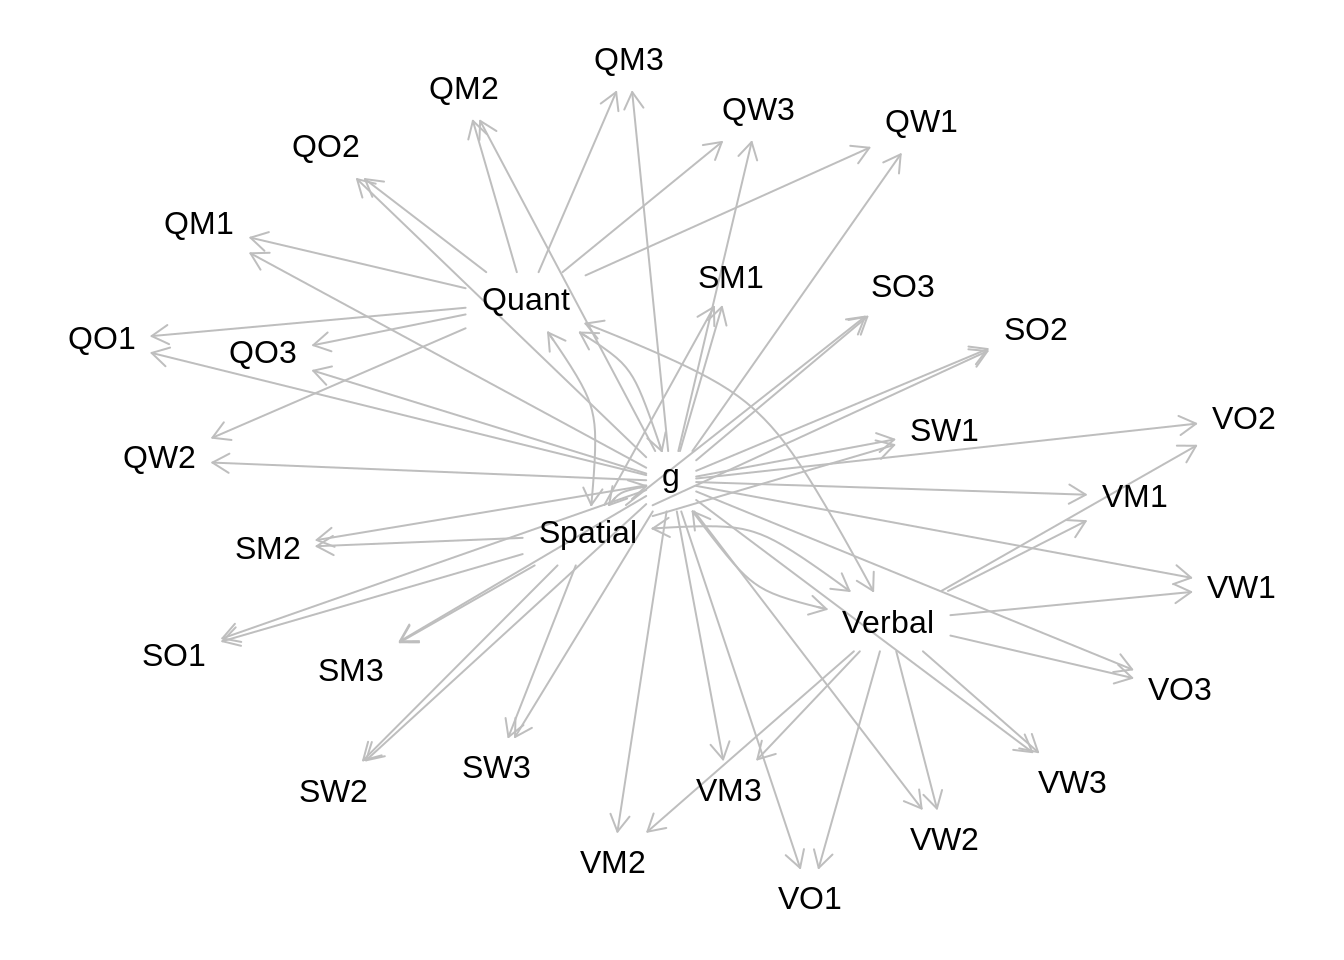 QM3
QM2
QW3
QW1
QO2
QM1
SM1
SO3
Quant
SO2
QO1
QO3
VO2
SW1
QW2
g
VM1
Spatial
SM2
VW1
Verbal
SO1
SM3
VO3
SW3
VW3
SW2
VM3
VW2
VM2
VO1